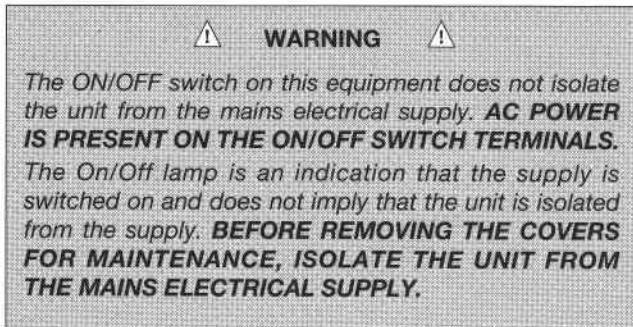 WARNING
The ON/OFF switch on this equipment does not isolate
the unit from the mains electrical supply. AC POWER
IS PRESENT ON THE ON/OFF SWITCH TERMINALS.
The On/Off lamp is an indication that the supply is
switched on and does not imply that the unit is isolated
from the supply. BEFORE REMOVING THE COVERS
FOR MAINTENANCE, ISOLATE THE UNIT FROM
THE MAINS ELECTRICAL SUPPLY.